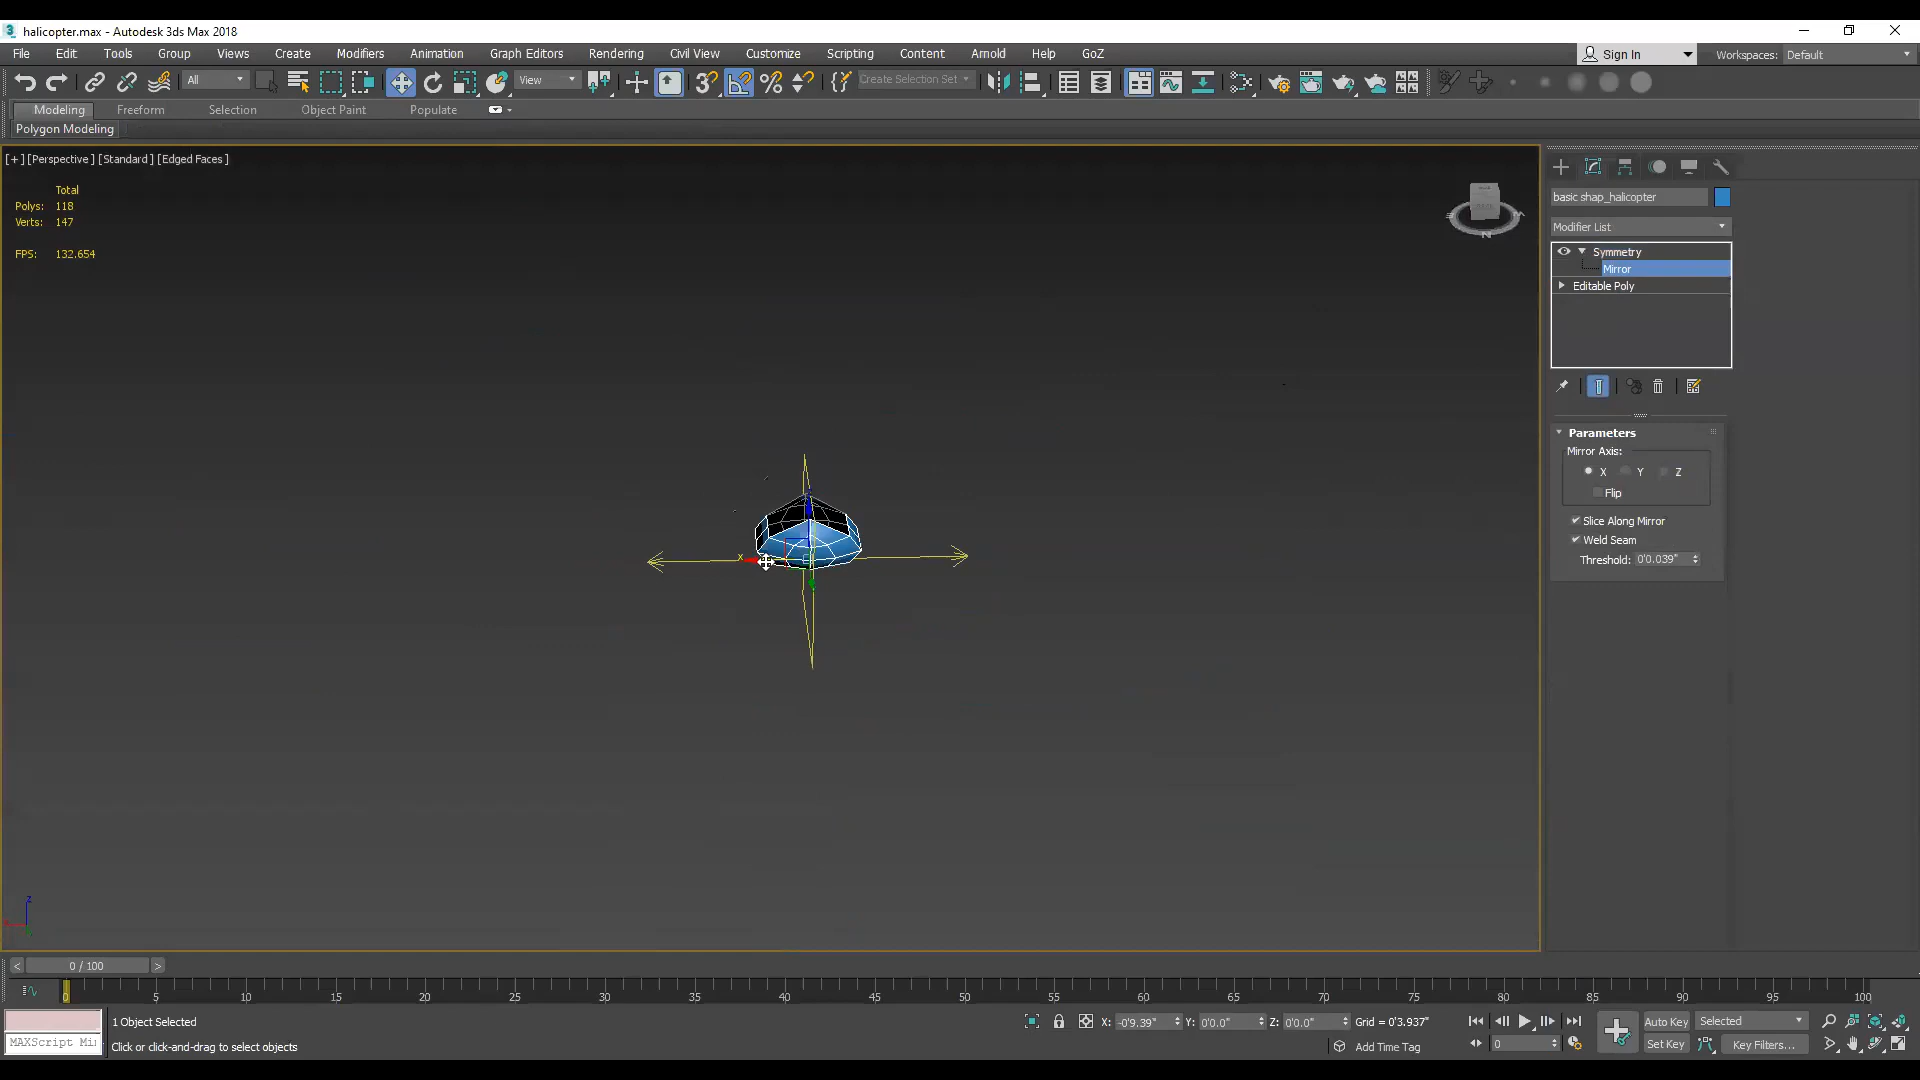 halicopter.max - Autodesk 3ds Max 2018
File Edit Tools Group Views Create Modifiers Animation Graph Editors Rendering Civil View Customize Scripting Content Arnold Help GoZ
Sign In
Workspaces: Default
All
View
Create Selection Set
Modeling Freeform Selection Object Paint Populate
Polygon Modeling
[+] [Perspective] [Standard] [Edged Faces]
Total
Polys: 118
Verts: 147
FPS: 132.654
N
x
z
basic shap_halicopter
Modifier List
Symmetry
Mirror
Editable Poly
Parameters
Mirror Axis:
X Y Z
Flip
Slice Along Mirror
Weld Seam
Threshold: 0'0.039"
< 0 / 100 >
0 5 10 15 20 25 30 35 40 45 50 55 60 65 70 75 80 85 90 95 100
1 Object Selected
X: -0'9.39" Y: 0'0.0" Z: 0'0.0" Grid = 0'3.937"
Auto Key Selected
MAXScript Mi
Click or click-and-drag to select objects
Add Time Tag
0
Set Key Key Filters...